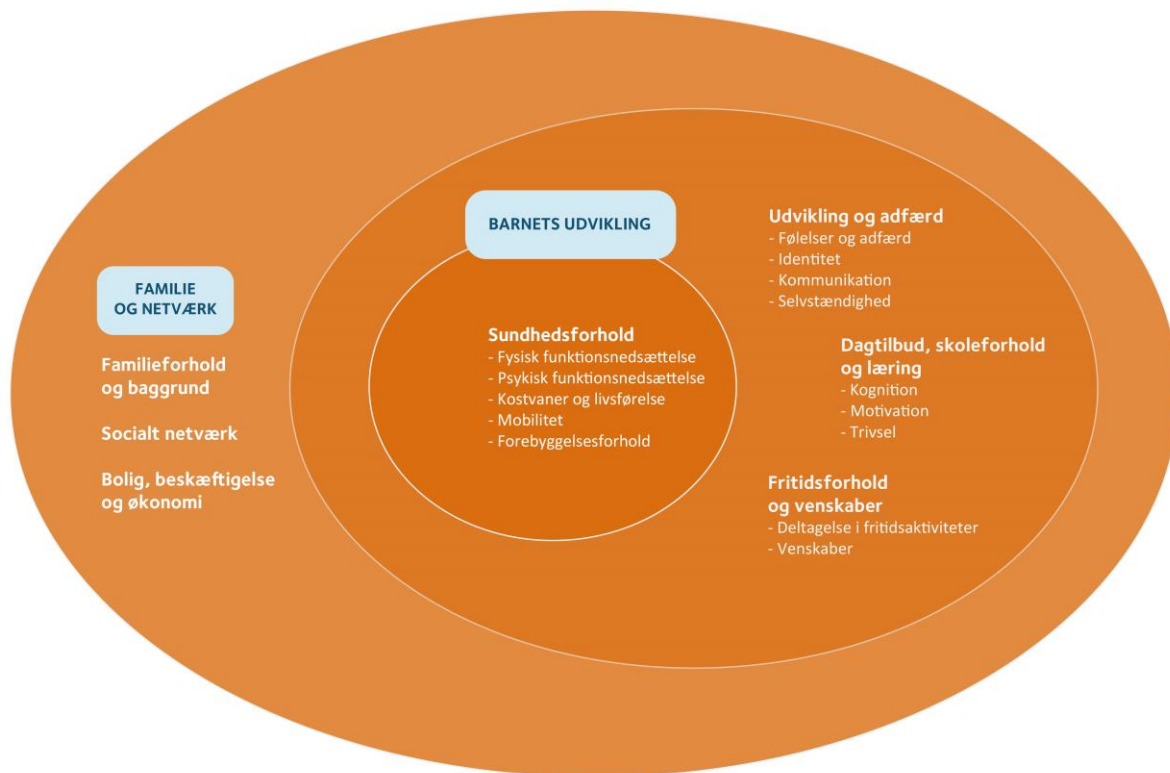 FAMILIE
OG NETVÆRK
Familieforhold
og baggrund
Socialt netværk
Bolig, beskæftigelse
og økonomi
BARNETS UDVIKLING
Sundhedsforhold
- Fysisk funktionsnedsættelse
- Psykisk funktionsnedsættelse
- Kostvaner og livsførelse
- Mobilitet
- Forebyggelsesforhold
Udvikling og adfærd
- Følelser og adfærd
- Identitet
- Kommunikation
- Selvstændighed
Dagtilbud, skoleforhold
og læring
- Kognition
- Motivation
- Trivsel
Fritidsforhold
og venskaber
- Deltagelse i fritidsaktiviteter
- Venskaber